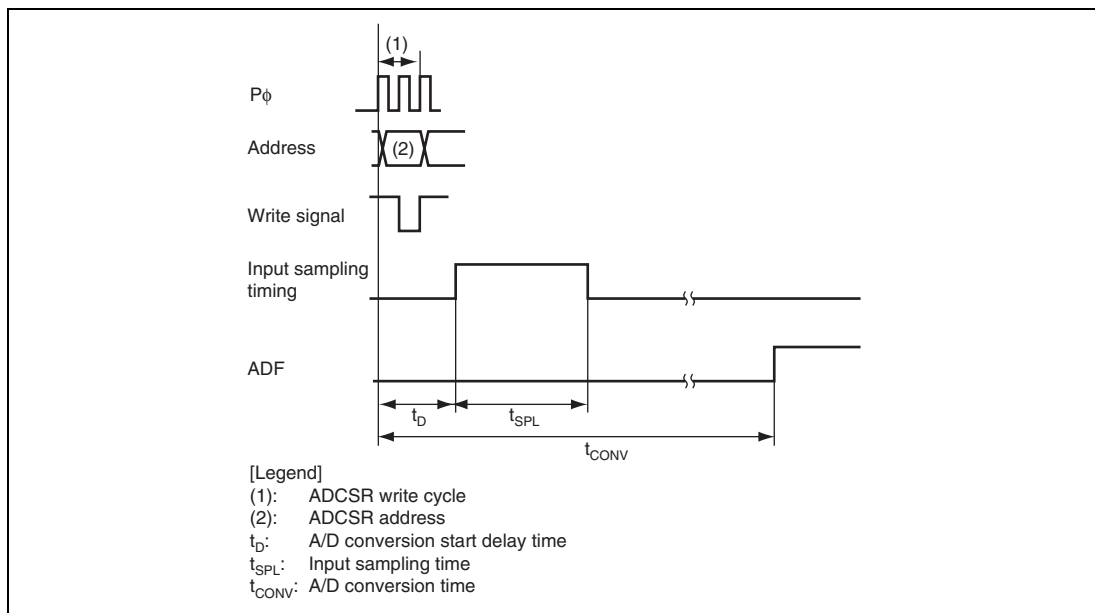 (1)
Pϕ
Address
(2)
Write signal
Input sampling
timing
ADF
tD
tSPL
tCONV
[Legend]
(1): ADCSR write cycle
(2): ADCSR address
tD: A/D conversion start delay time
tSPL: Input sampling time
tCONV: A/D conversion time